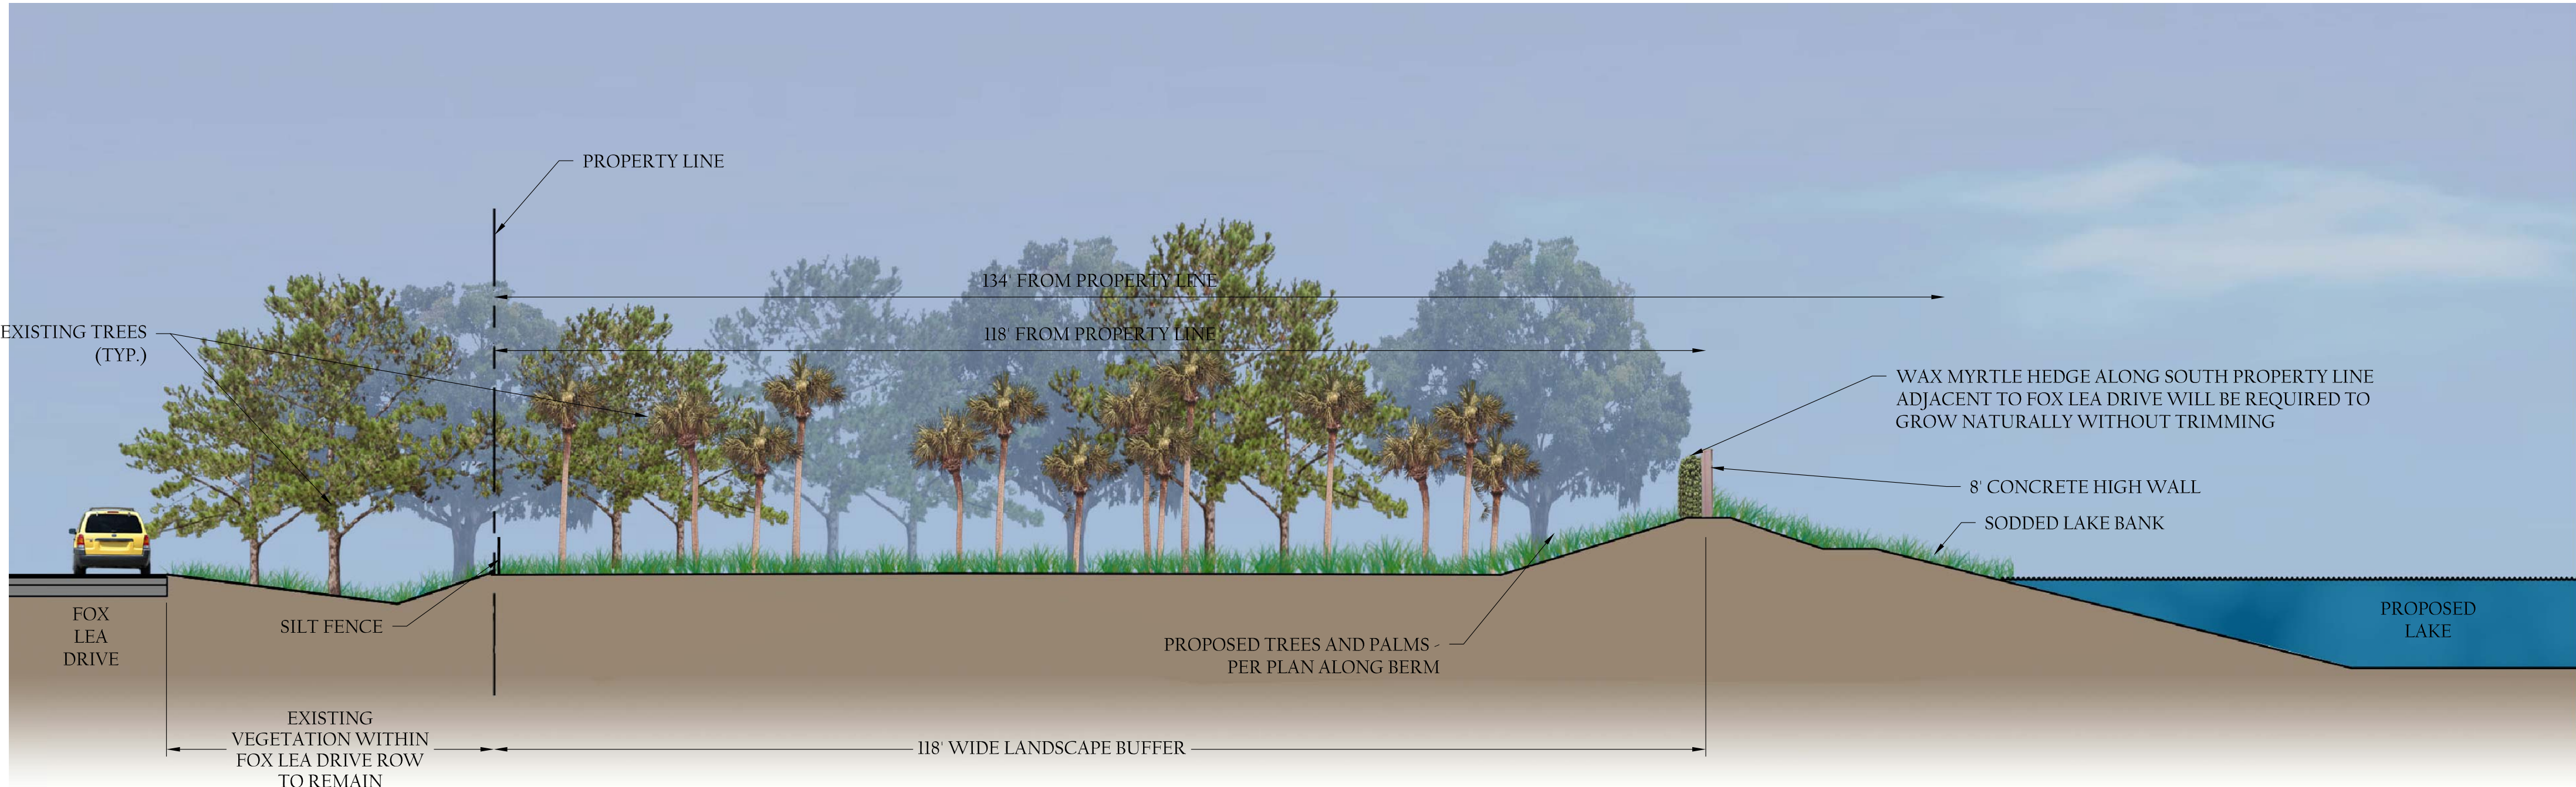 PROPERTY LINE
134' FROM PROPERTY LINE
118' FROM PROPERTY LINE
EXISTING TREES
(TYP.)
WAX MYRTLE HEDGE ALONG SOUTH PROPERTY LINE
ADJACENT TO FOX LEA DRIVE WILL BE REQUIRED TO
GROW NATURALLY WITHOUT TRIMMING
8' CONCRETE HIGH WALL
SODDED LAKE BANK
FOX
LEA
DRIVE
SILT FENCE
PROPOSED TREES AND PALMS
PER PLAN ALONG BERM
PROPOSED
LAKE
EXISTING
VEGETATION WITHIN
FOX LEA DRIVE ROW
TO REMAIN
118' WIDE LANDSCAPE BUFFER